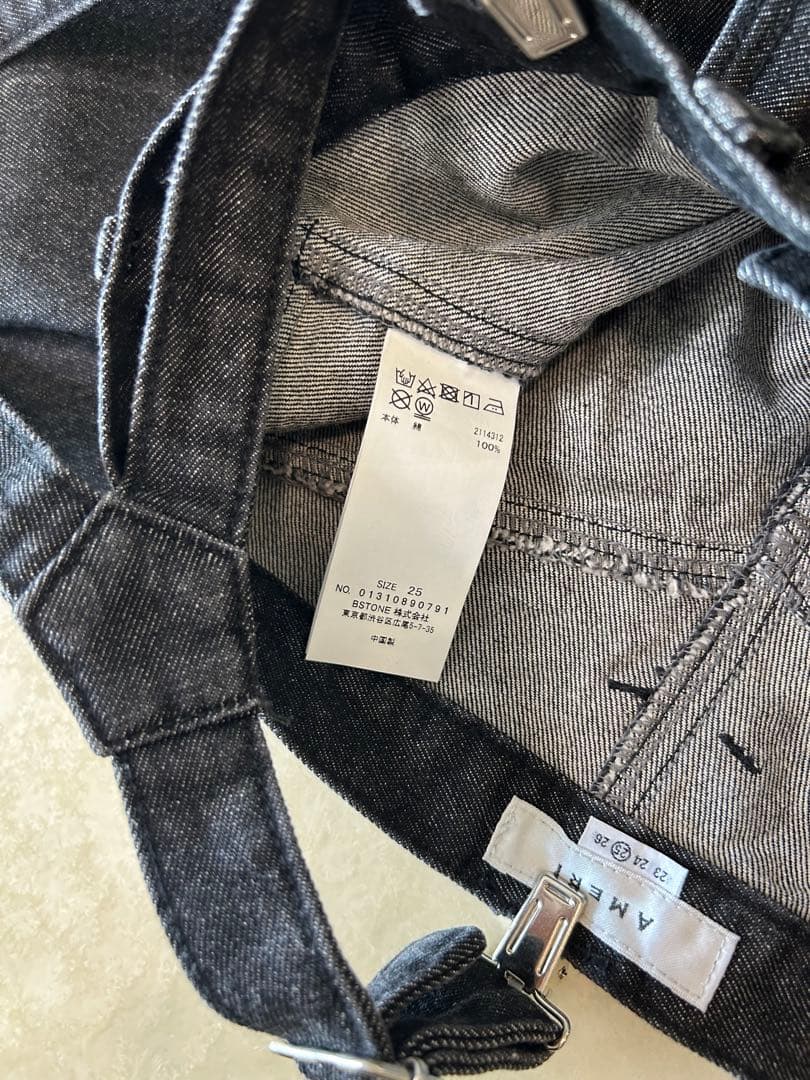 W
2114312
本体 綿 100%
SIZE 25
NO. 01310890791
BSTONE 株式会社
東京都渋谷区広尾5-7-35
中国製
23 24 25 26
AMERI